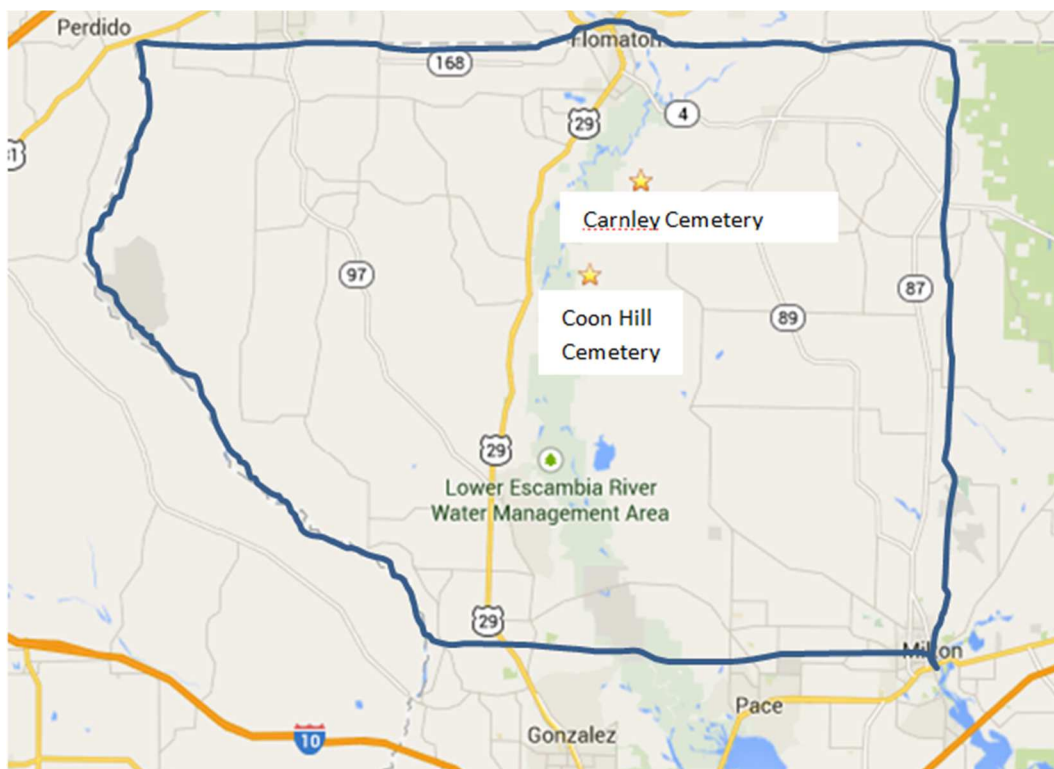 Perdido
Flomaton
168
29
4
31
Carnley Cemetery
87
97
Coon Hill
Cemetery
89
29
Lower Escambia River
Water Management Area
29
Milton
Pace
Gonzalez
10